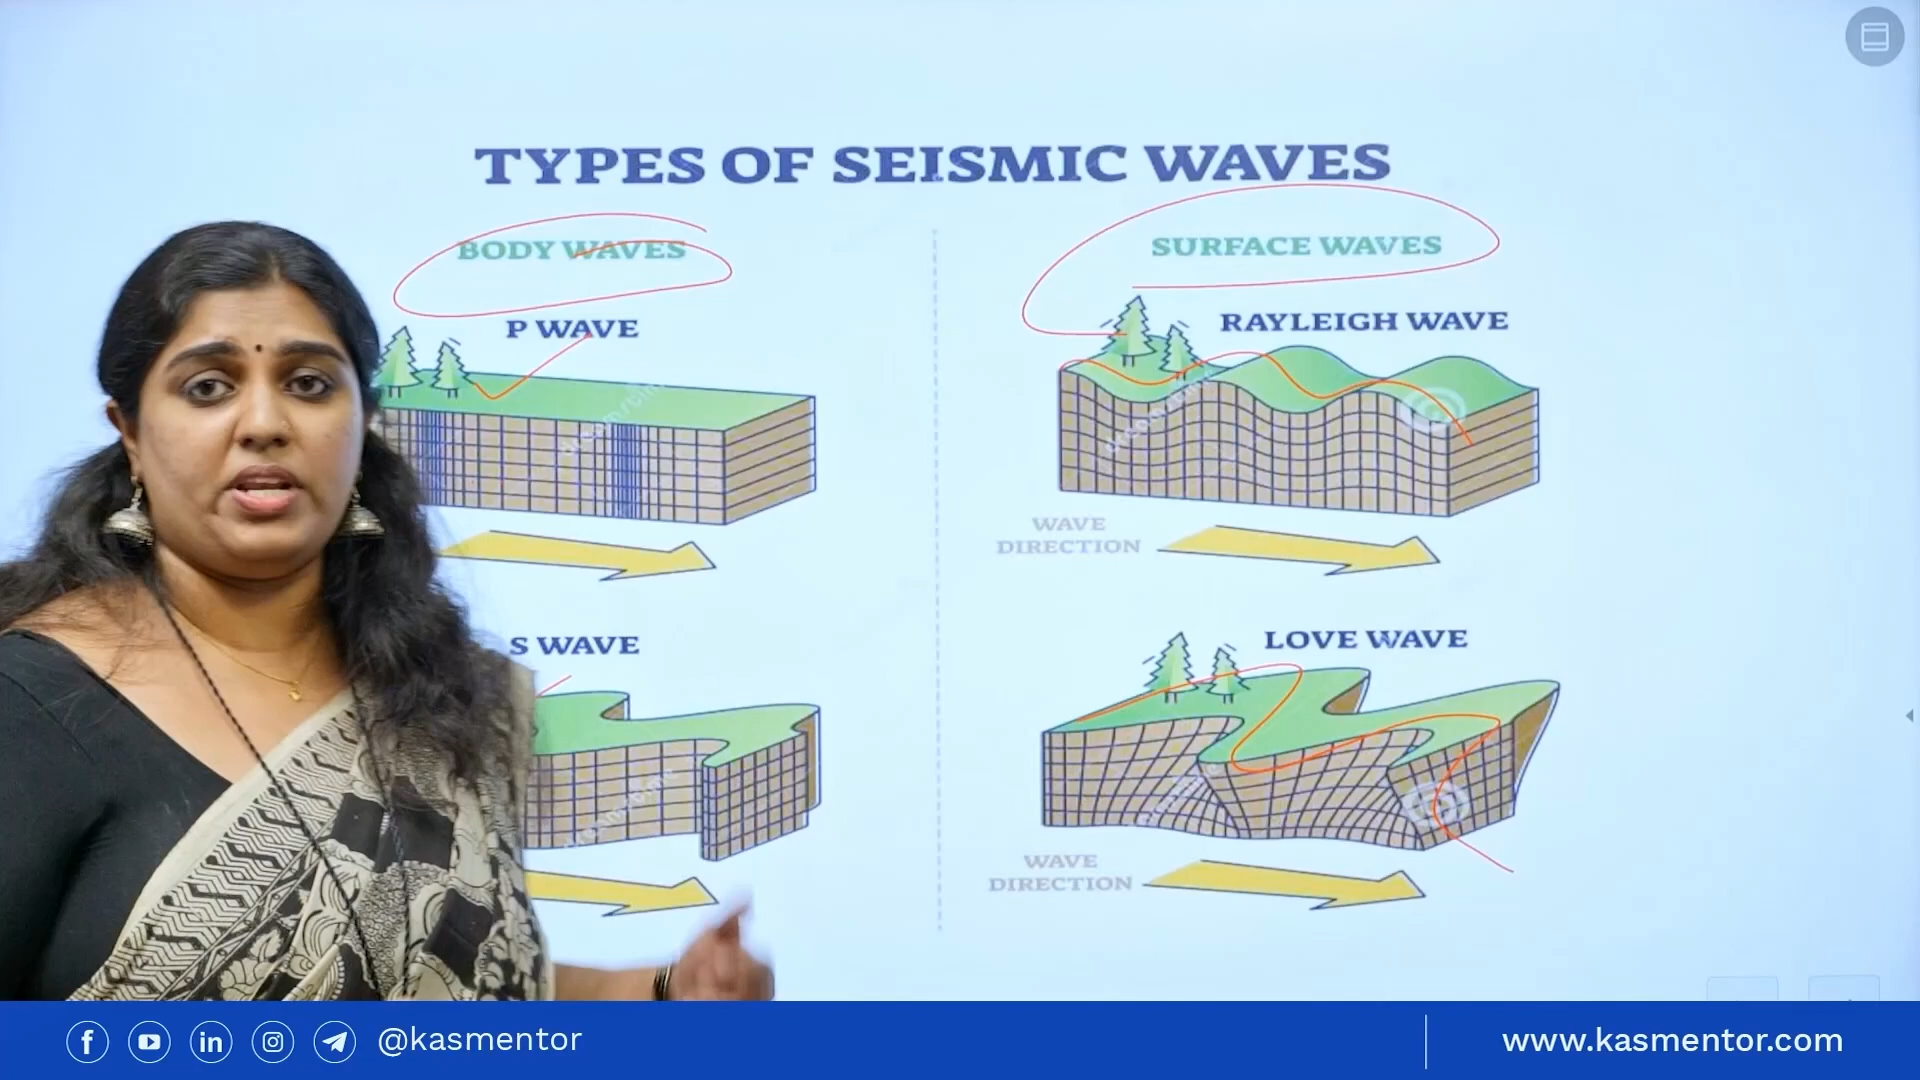 TYPES OF SEISMIC WAVES
BODY WAVES
P WAVE
S WAVE
SURFACE WAVES
RAYLEIGH WAVE
WAVE
DIRECTION
LOVE WAVE
WAVE
DIRECTION
@kasmentor
www.kasmentor.com